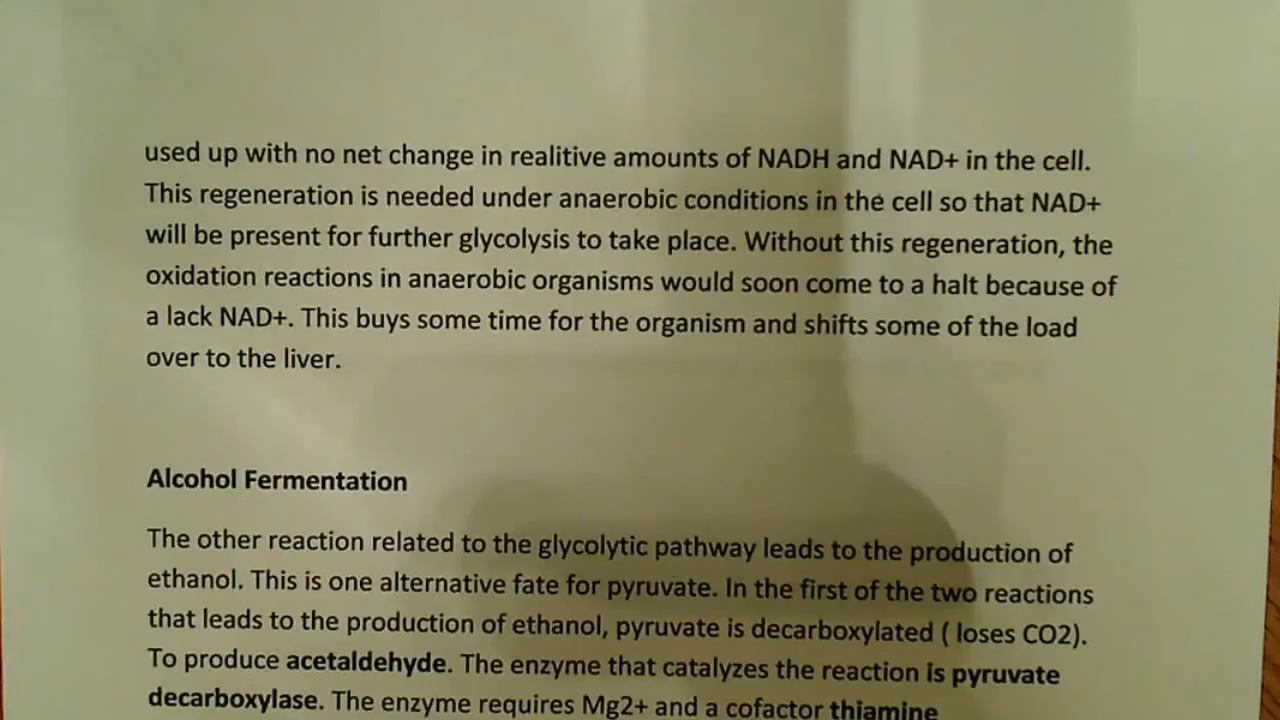 used up with no net change in realitive amounts of NADH and NAD+ in the cell.
This regeneration is needed under anaerobic conditions in the cell so that NAD+
will be present for further glycolysis to take place. Without this regeneration, the
oxidation reactions in anaerobic organisms would soon come to a halt because of
a lack NAD+. This buys some time for the organism and shifts some of the load
over to the liver.
Alcohol Fermentation
The other reaction related to the glycolytic pathway leads to the production of
ethanol. This is one alternative fate for pyruvate. In the first of the two reactions
that leads to the production of ethanol, pyruvate is decarboxylated ( loses CO2).
To produce acetaldehyde. The enzyme that catalyzes the reaction is pyruvate
decarboxylase. The enzyme requires Mg2+ and a cofactor thiamine